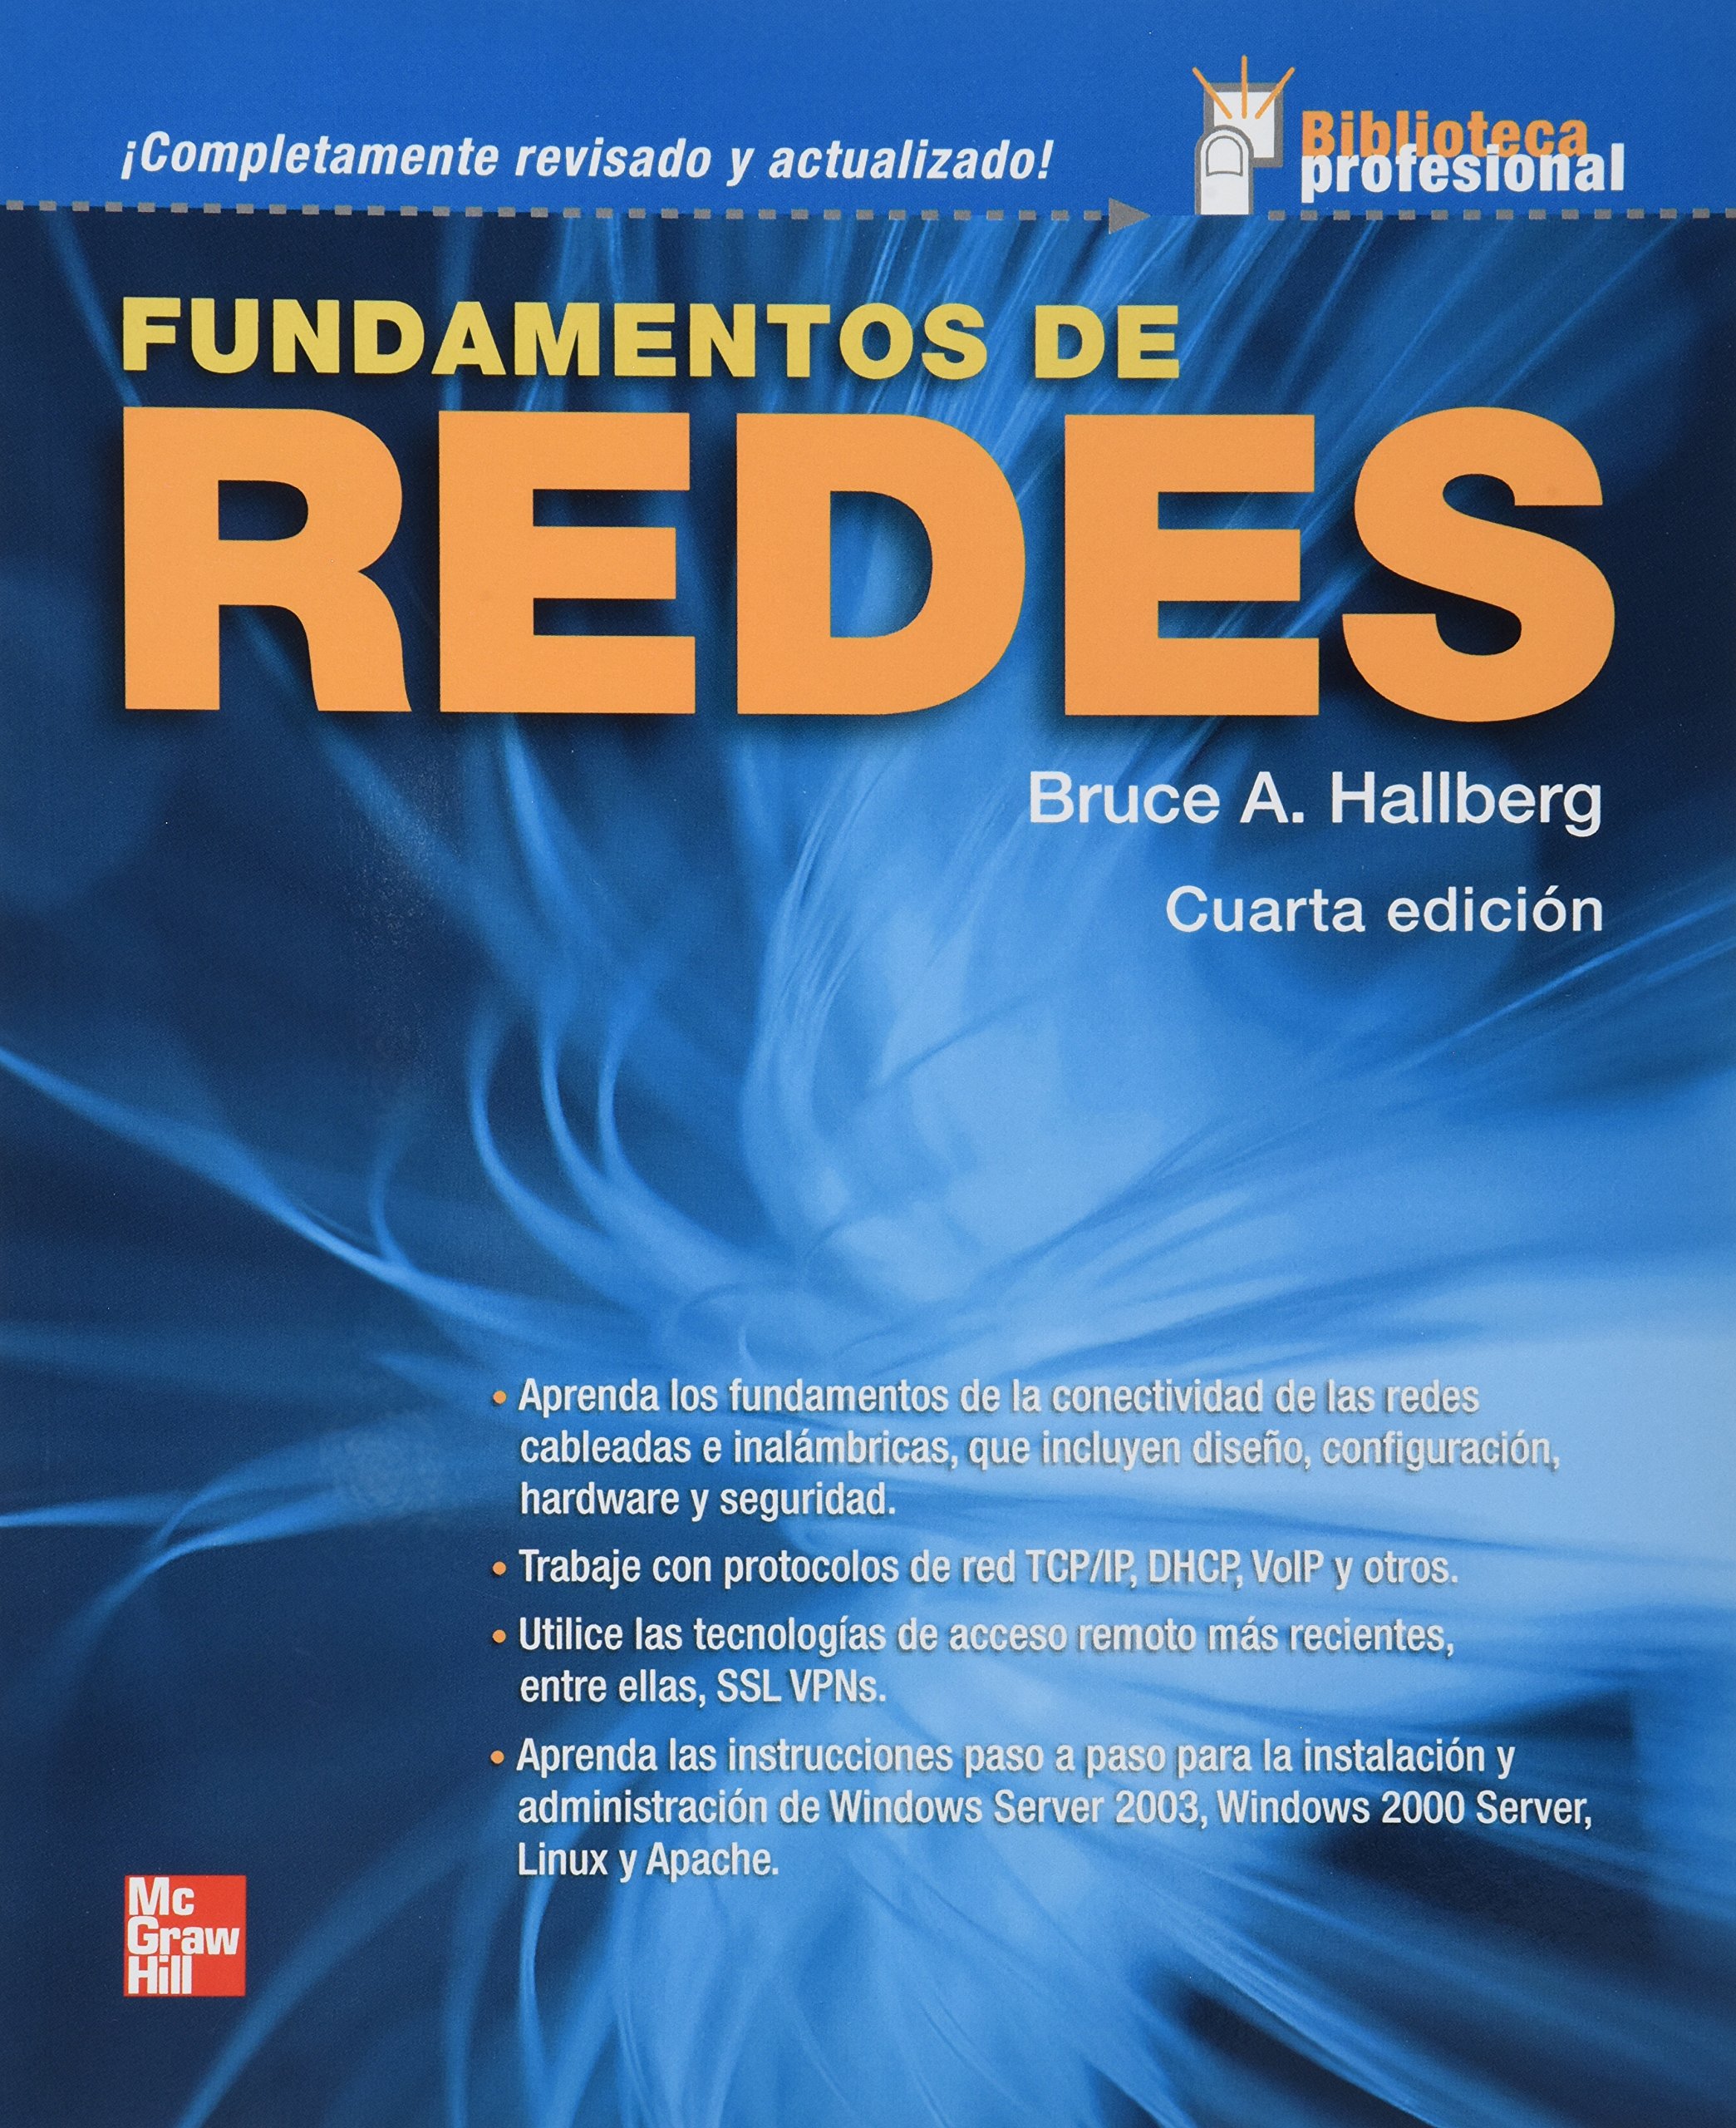 ¡Completamente revisado y actualizado!
Biblioteca
profesional
FUNDAMENTOS DE
REDES
Bruce A. Hallberg
Cuarta edición
• Aprenda los fundamentos de la conectividad de las redes
cableadas e inalámbricas, que incluyen diseño, configuración,
hardware y seguridad.
• Trabaje con protocolos de red TCP/IP, DHCP, VoIP y otros.
• Utilice las tecnologías de acceso remoto más recientes,
entre ellas, SSL VPNs.
• Aprenda las instrucciones paso a paso para la instalación y
administración de Windows Server 2003, Windows 2000 Server,
Linux y Apache.
Mc
Graw
Hill